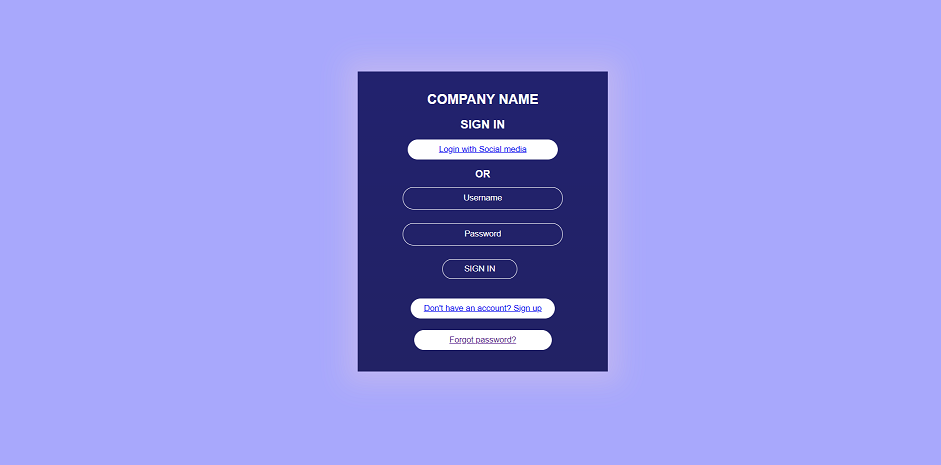 COMPANY NAME
SIGN IN
Login with Social media
OR
Username
Password
SIGN IN
Don't have an account? Sign up
Forgot password?